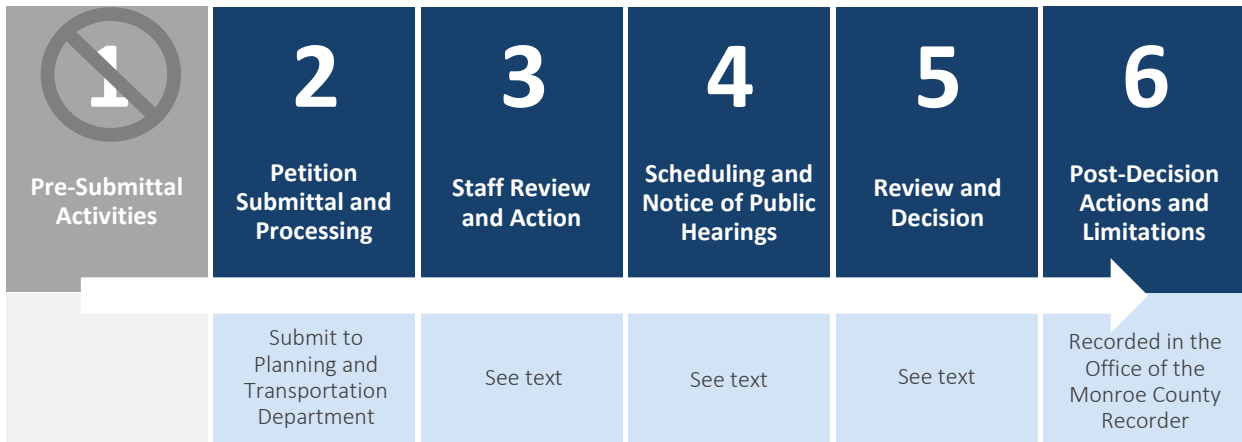 1
Pre-Submittal
Activities
2
Petition
Submittal and
Processing
3
Staff Review
and Action
4
Scheduling and
Notice of Public
Hearings
5
Review and
Decision
6
Post-Decision
Actions and
Limitations
Submit to
Planning and
Transportation
Department
See text
See text
See text
Recorded in the
Office of the
Monroe County
Recorder